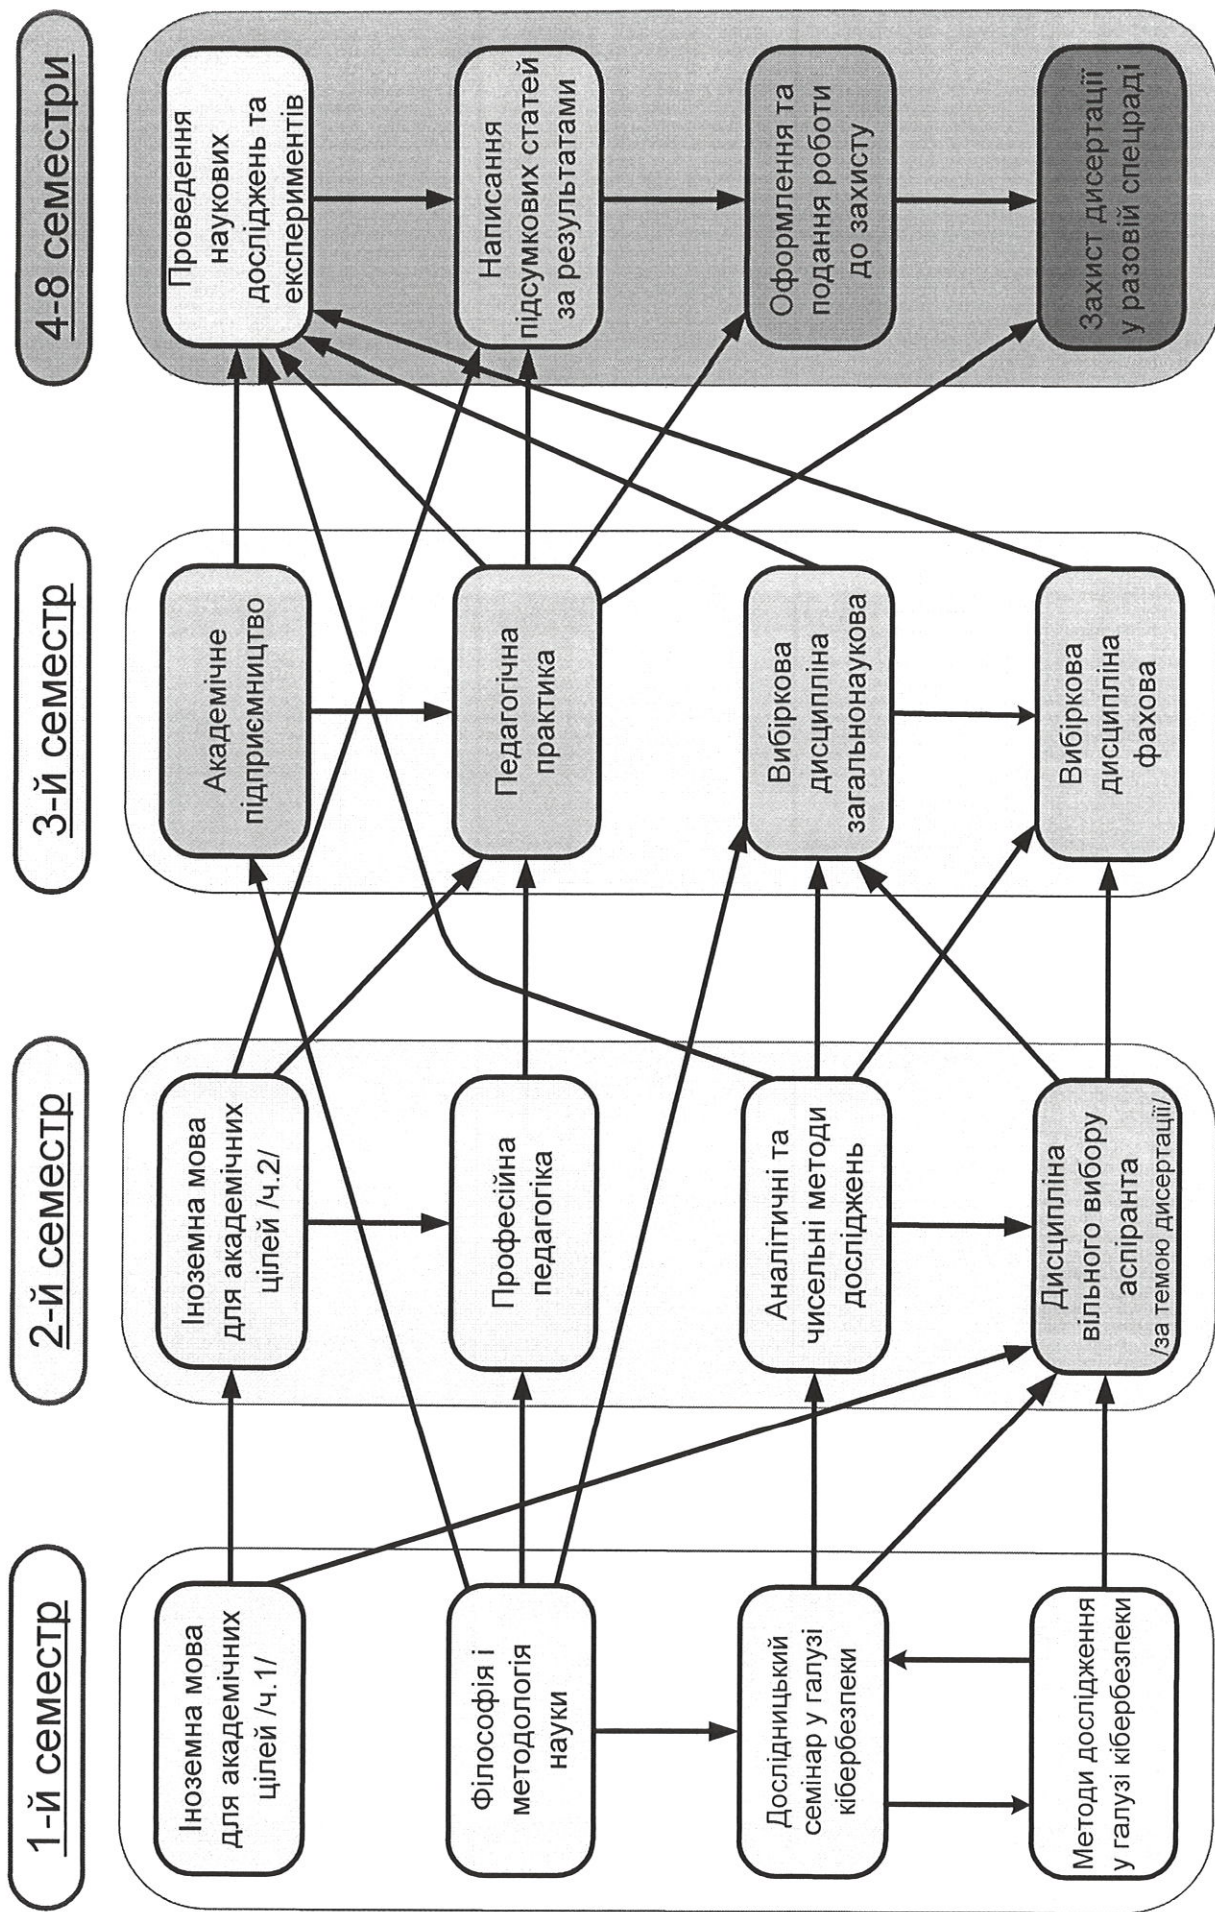 1-й семестр
Іноземна мова
для академічних
цілей /ч.1/
Філософія і
методологія
науки
Дослідницький
семінар у галузі
кібербезпеки
Методи дослідження
у галузі кібербезпеки
2-й семестр
Іноземна мова
для академічних
цілей /ч.2/
Професійна
педагогіка
Аналітичні та
чисельні методи
досліджень
Дисципліна
вільного вибору
аспіранта
/за темою дисертації/
3-й семестр
Академічне
підприємництво
Педагогічна
практика
Вибіркова
дисципліна
загальнонаукова
Вибіркова
дисципліна
фахова
4-8 семестри
Проведення
наукових
досліджень та
експериментів
Написання
підсумкових статей
за результатами
Оформлення та
подання роботи
до захисту
Захист дисертації
у разовій спецраді